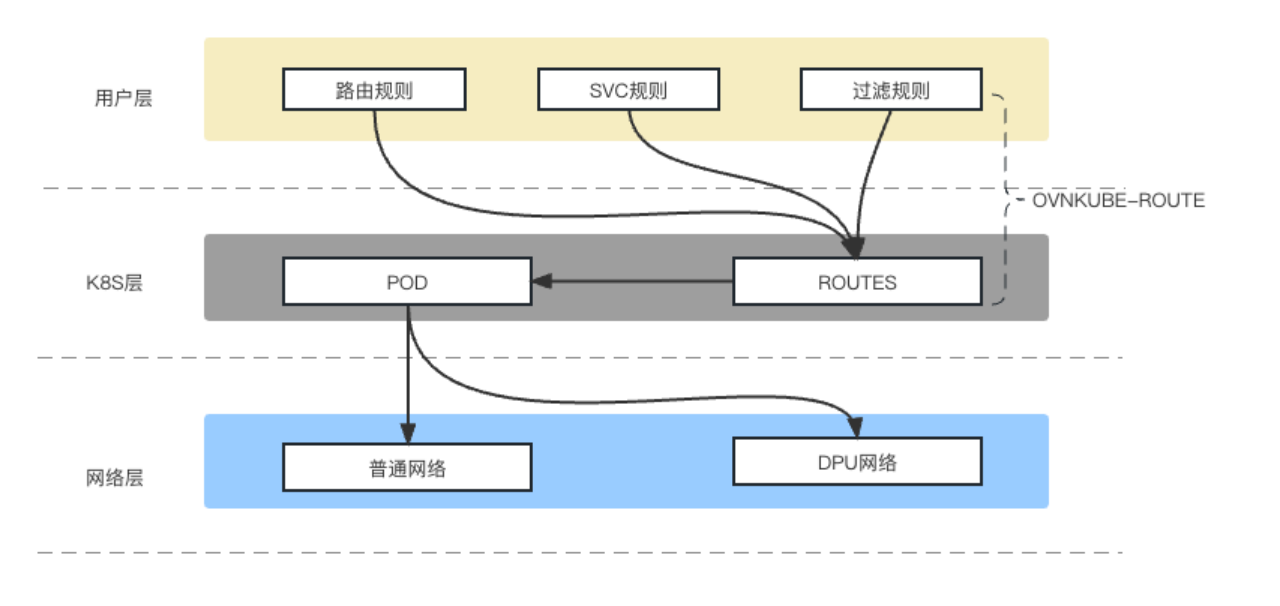 用户层
路由规则
SVC规则
过滤规则
OVNKUBE-ROUTE
K8S层
POD
ROUTES
网络层
普通网络
DPU网络